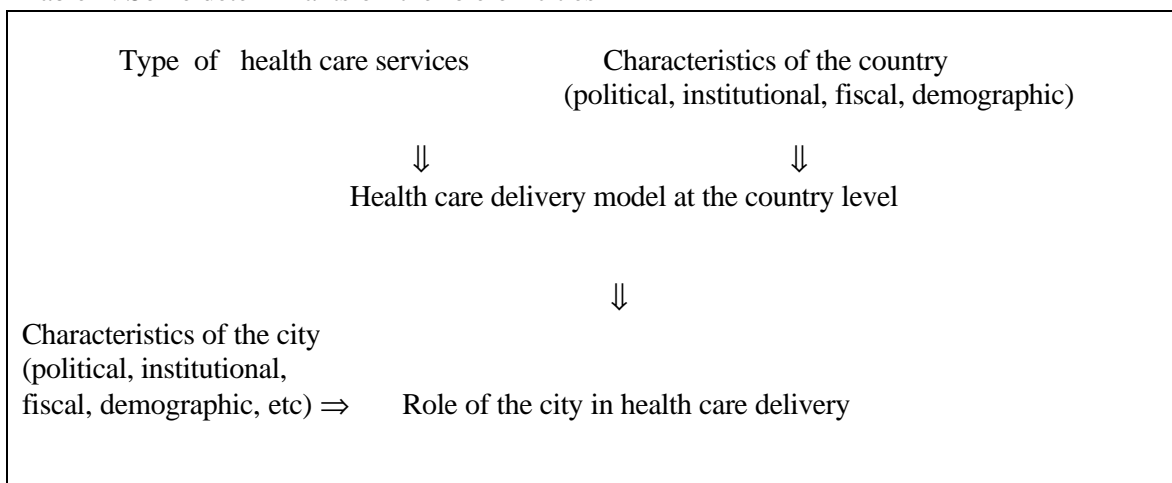 Type of health care services Characteristics of the country
(political, institutional, fiscal, demographic)
⇓ ⇓
Health care delivery model at the country level
⇓
Characteristics of the city
(political, institutional,
fiscal, demographic, etc) ⇒ Role of the city in health care delivery